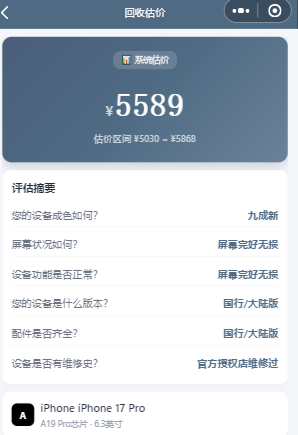 回收估价
系统估价
¥5589
估价区间 ¥5030 ~ ¥5868
评估摘要
您的设备成色如何？ 九成新
屏幕状况如何？ 屏幕完好无损
设备功能是否正常？ 屏幕完好无损
您的设备是什么版本？ 国行/大陆版
配件是否齐全？ 国行/大陆版
设备是否有维修史？ 官方授权店维修过
A
iPhone iPhone 17 Pro
A19 Pro芯片 · 6.3英寸